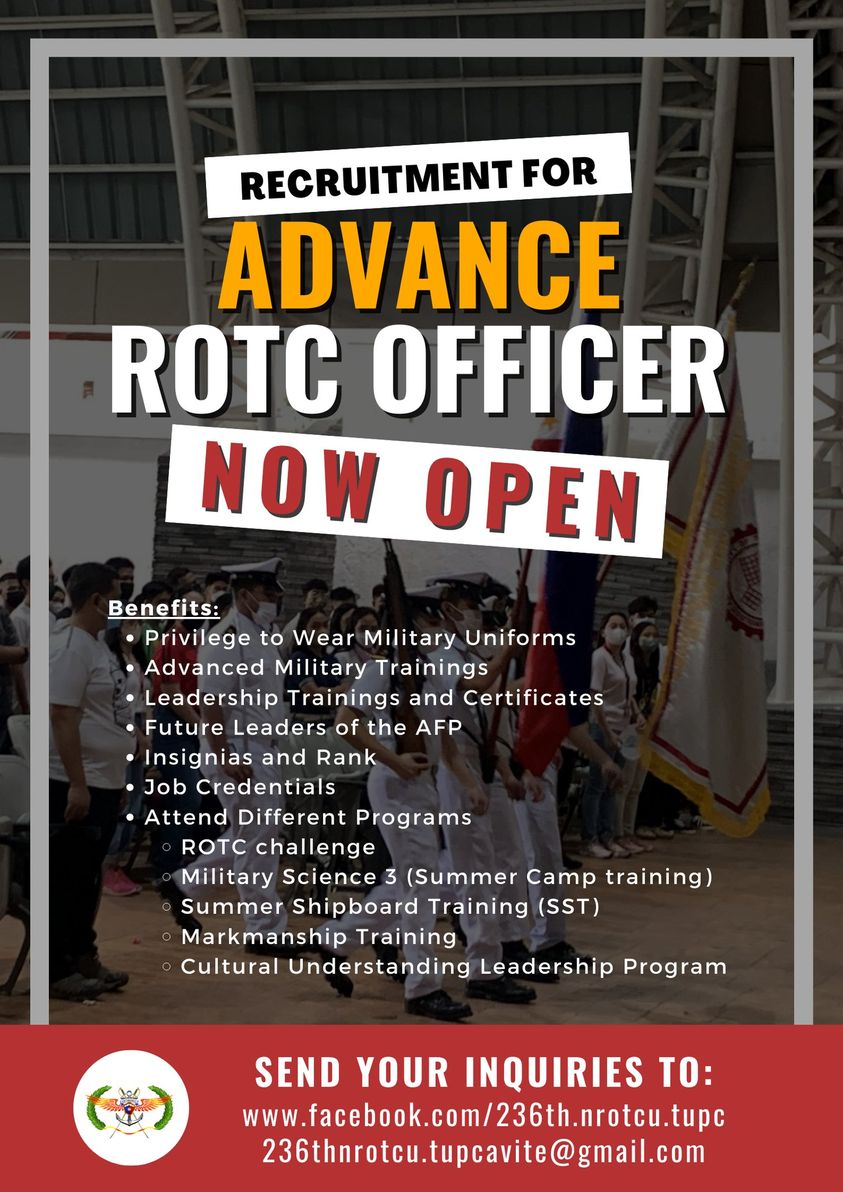 RECRUITMENT FOR
ADVANCE
ROTC OFFICER
NOW OPEN
Benefits:
• Privilege to Wear Military Uniforms
• Advanced Military Trainings
• Leadership Trainings and Certificates
• Future Leaders of the AFP
• Insignias and Rank
• Job Credentials
• Attend Different Programs
◦ ROTC challenge
◦ Military Science 3 (Summer Camp training)
◦ Summer Shipboard Training (SST)
◦ Markmanship Training
◦ Cultural Understanding Leadership Program
SEND YOUR INQUIRIES TO:
www.facebook.com/236th.nrotcu.tupc
236thnrotcu.tupcavite@gmail.com